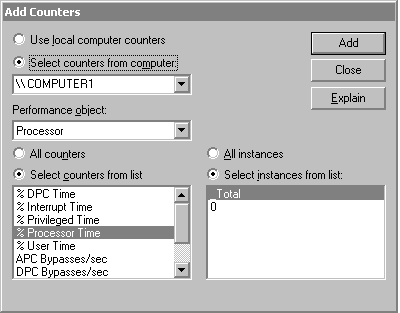 Add Counters
Use local computer counters
Select counters from computer:
\\COMPUTER1
Add
Close
Explain
Performance object:
Processor
All counters
Select counters from list
% DPC Time
% Interrupt Time
% Privileged Time
% Processor Time
% User Time
APC Bypasses/sec
DPC Bypasses/sec
All instances
Select instances from list:
_Total
0